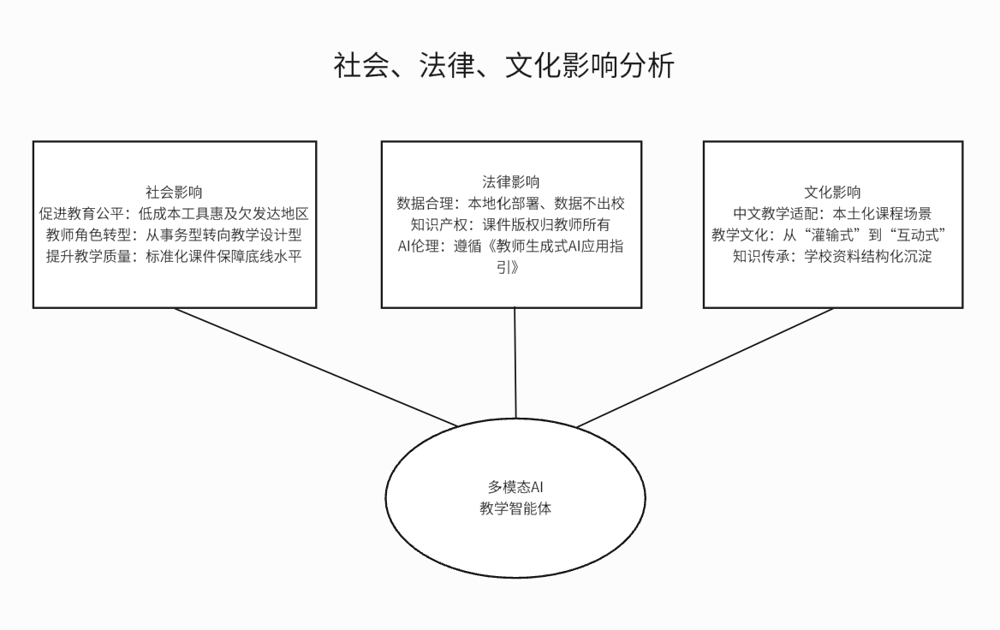 社会、法律、文化影响分析
社会影响
促进教育公平：低成本工具惠及欠发达地区
教师角色转型：从事务型转向教学设计型
提升教学质量：标准化课件保障底线水平
法律影响
数据合理：本地化部署、数据不出校
知识产权：课件版权归教师所有
AI伦理：遵循《教师生成式AI应用指
引》
文化影响
中文教学适配：本土化课程场景
教学文化：从“灌输式”到“互动式”
知识传承：学校资料结构化沉淀
多模态AI
教学智能体